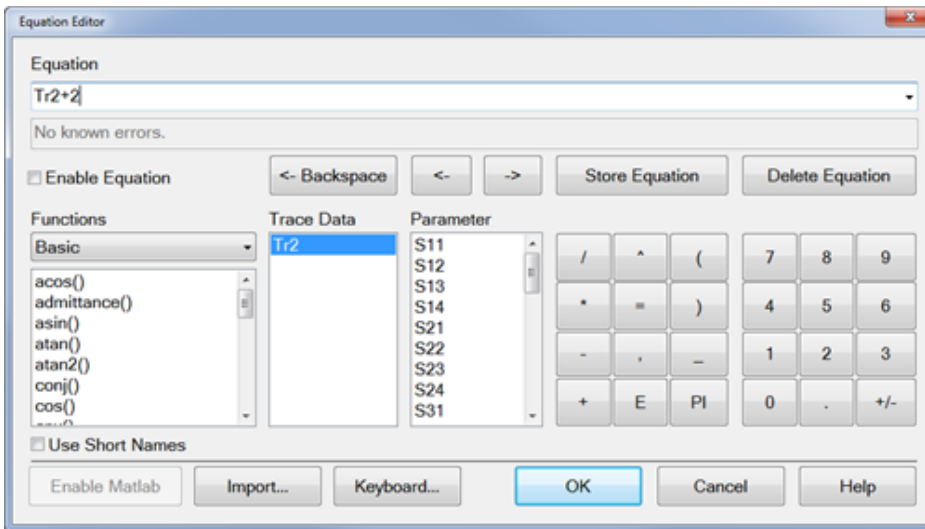 Equation Editor
x
Equation
Tr2+2
No known errors.
Enable Equation
<- Backspace
<-
->
Store Equation
Delete Equation
Functions
Trace Data
Parameter
Basic
Tr2
acos()
admittance()
asin()
atan()
atan2()
conj()
cos()
S11
S12
S13
S14
S21
S22
S23
S24
S31
/ ^ ( 7 8 9
* = ) 4 5 6
- , _ 1 2 3
+ E PI 0 . +/-
Use Short Names
Enable Matlab
Import...
Keyboard...
OK
Cancel
Help